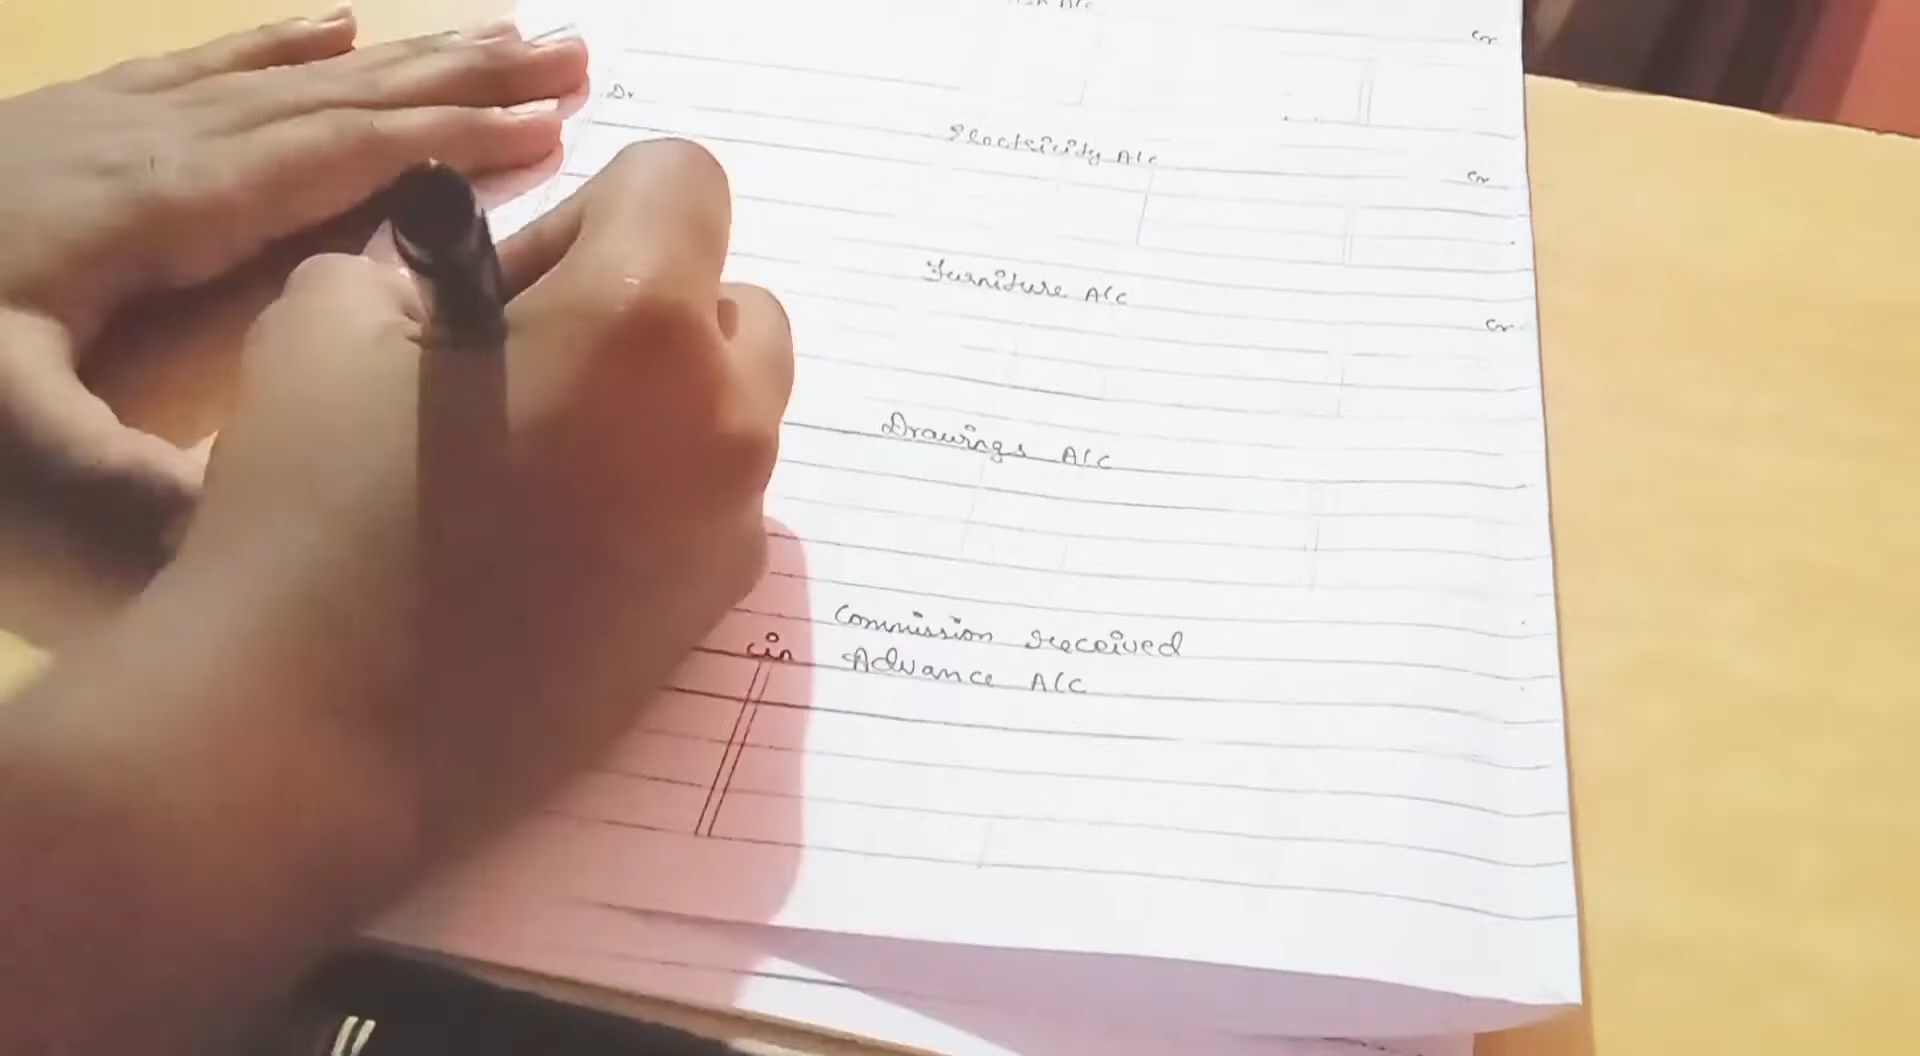 A/c
Cr
Dr
Electricity A/c
Cr
Furniture A/c
Cr
Drawings A/c
Commission received
in Advance A/c